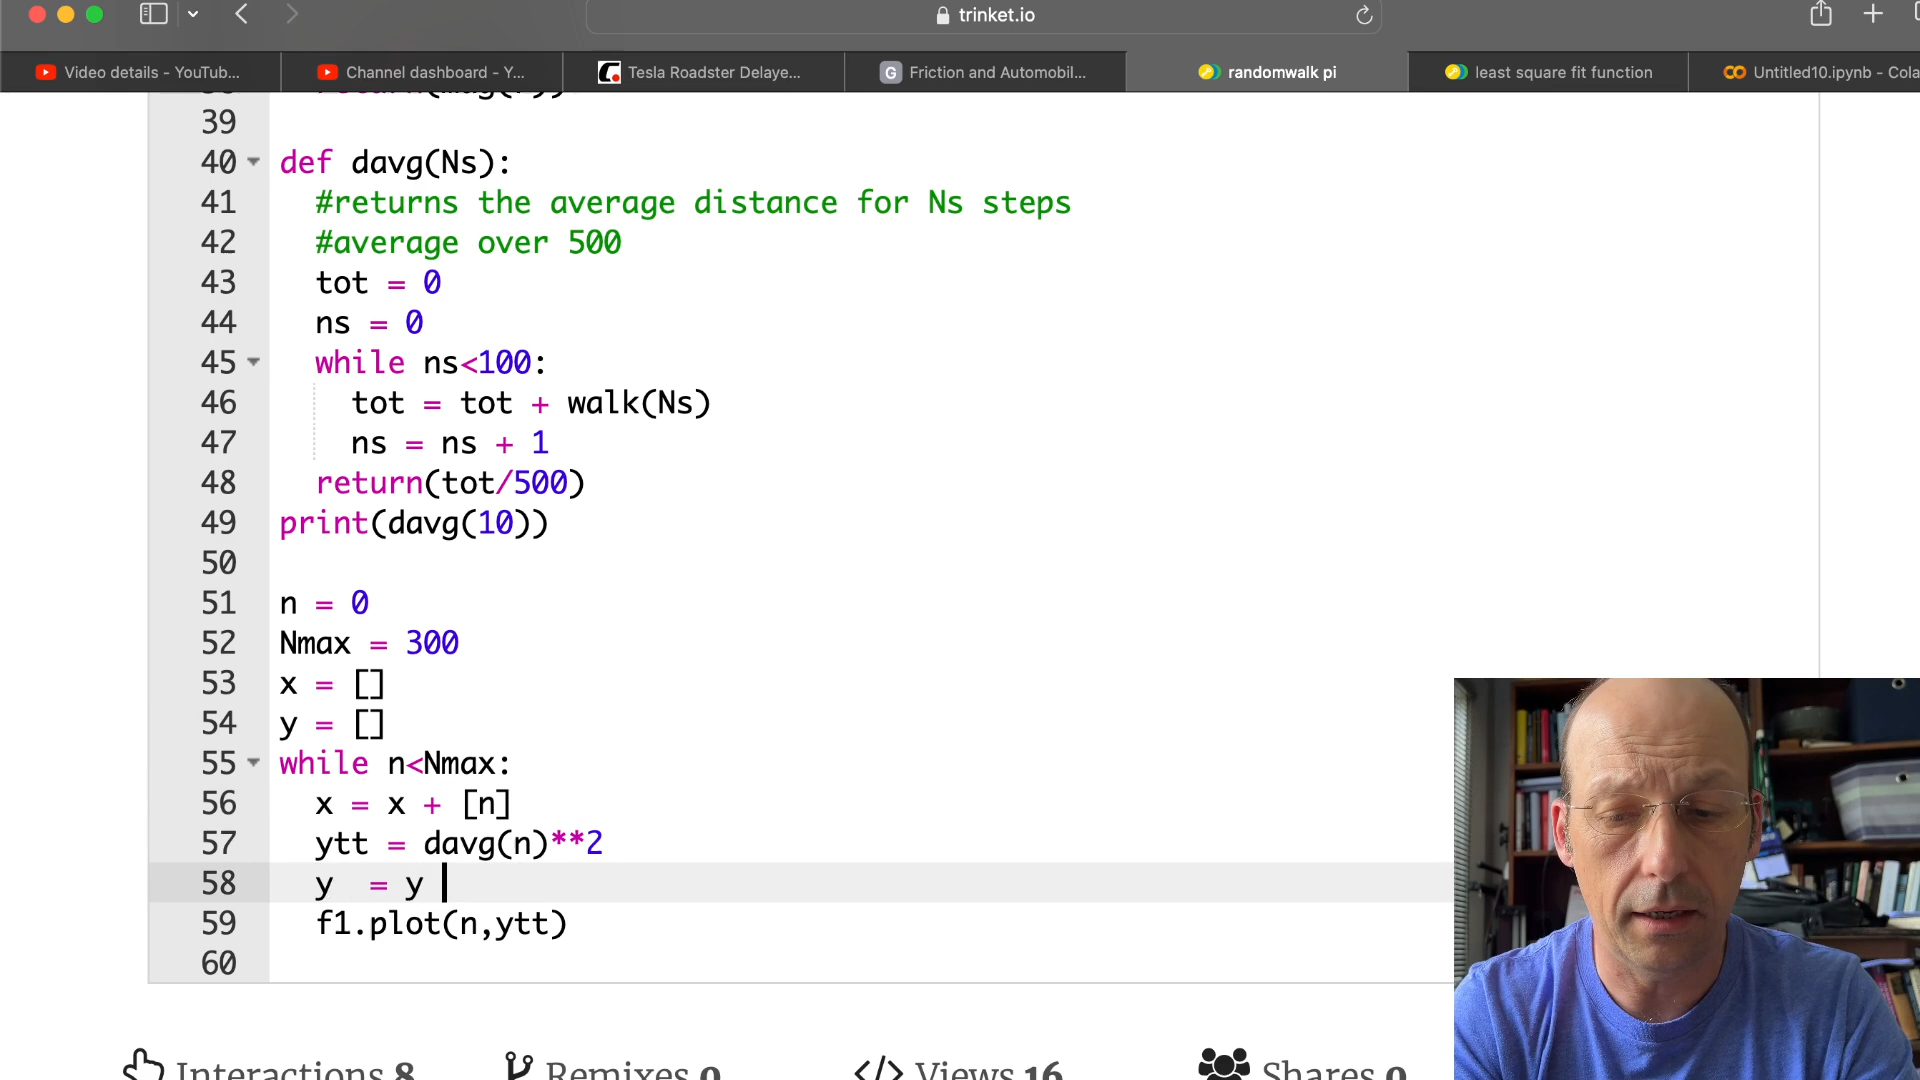 trinket.io
Video details - YouTub...
Channel dashboard - Y...
Tesla Roadster Delaye...
G Friction and Automobil...
randomwalk pi
least square fit function
CO Untitled10.ipynb - Cola
39
40 def davg(Ns):
41 #returns the average distance for Ns steps
42 #average over 500
43 tot = 0
44 ns = 0
45 while ns<100:
46 tot = tot + walk(Ns)
47 ns = ns + 1
48 return(tot/500)
49 print(davg(10))
50
51 n = 0
52 Nmax = 300
53 x = []
54 y = []
55 while n<Nmax:
56 x = x + [n]
57 ytt = davg(n)**2
58 y = y
59 f1.plot(n,ytt)
60
Interactions 8
Remixes 0
Views 16
Shares 0